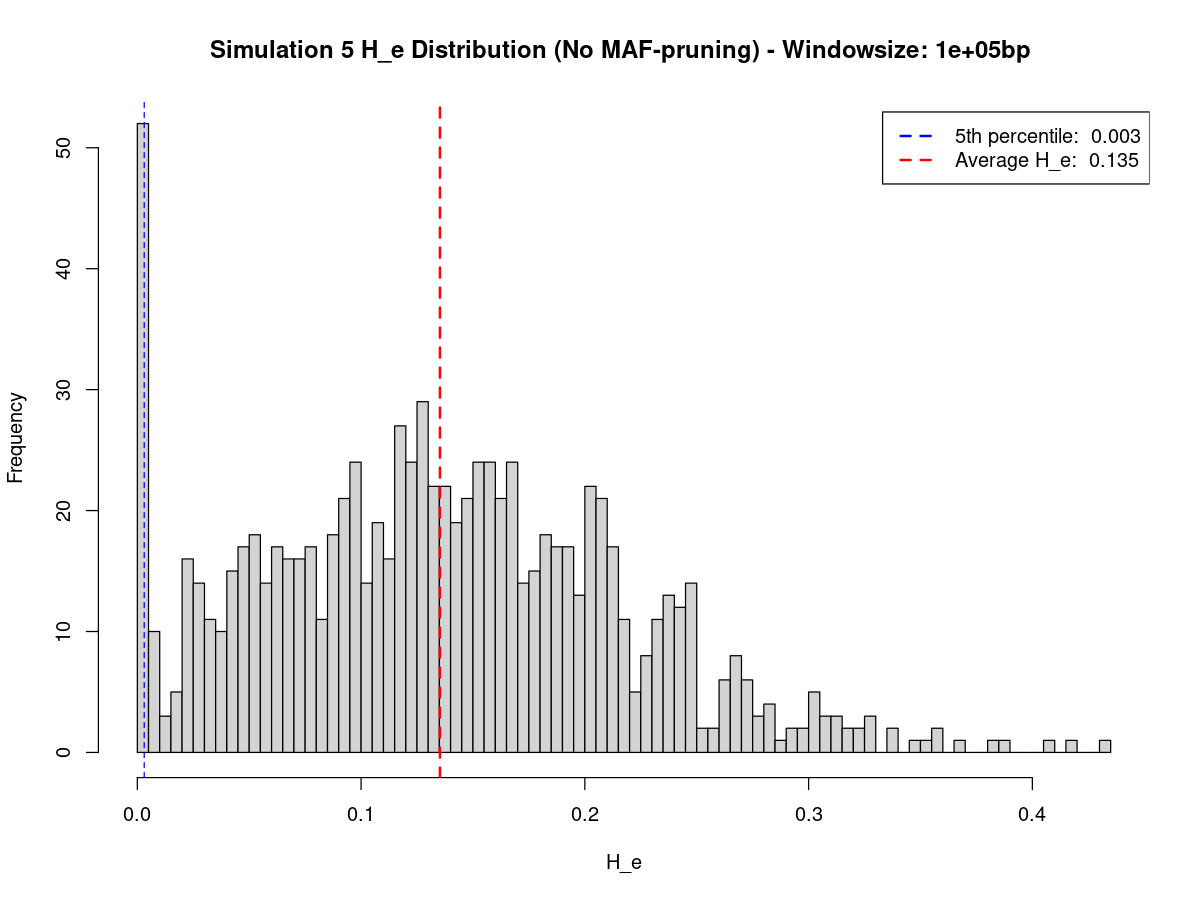 Simulation 5 H_e Distribution (No MAF-pruning) - Windowsize: 1e+05bp
5th percentile:  0.003
Average H_e:  0.135
Frequency
50
40
30
20
10
0
0.0 0.1 0.2 0.3 0.4
H_e